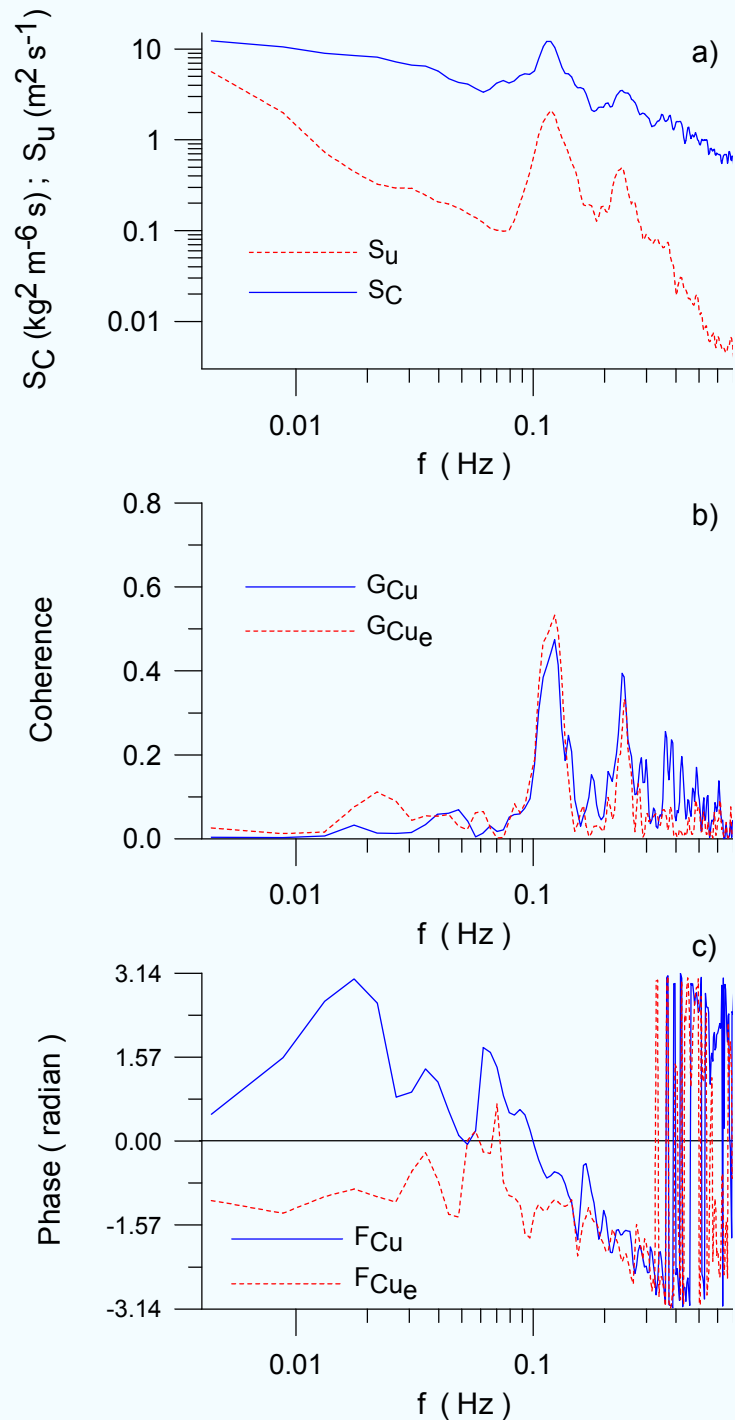 a)
S_C (kg² m⁻⁶ s) ; S_u (m² s⁻¹)
10
1
0.1
0.01
S_u
S_C
0.01 0.1
f ( Hz )
b)
Coherence
0.8
0.6
0.4
0.2
0.0
G_Cu
G_Cu_e
0.01 0.1
f ( Hz )
c)
Phase ( radian )
3.14
1.57
0.00
-1.57
-3.14
F_Cu
F_Cu_e
0.01 0.1
f ( Hz )